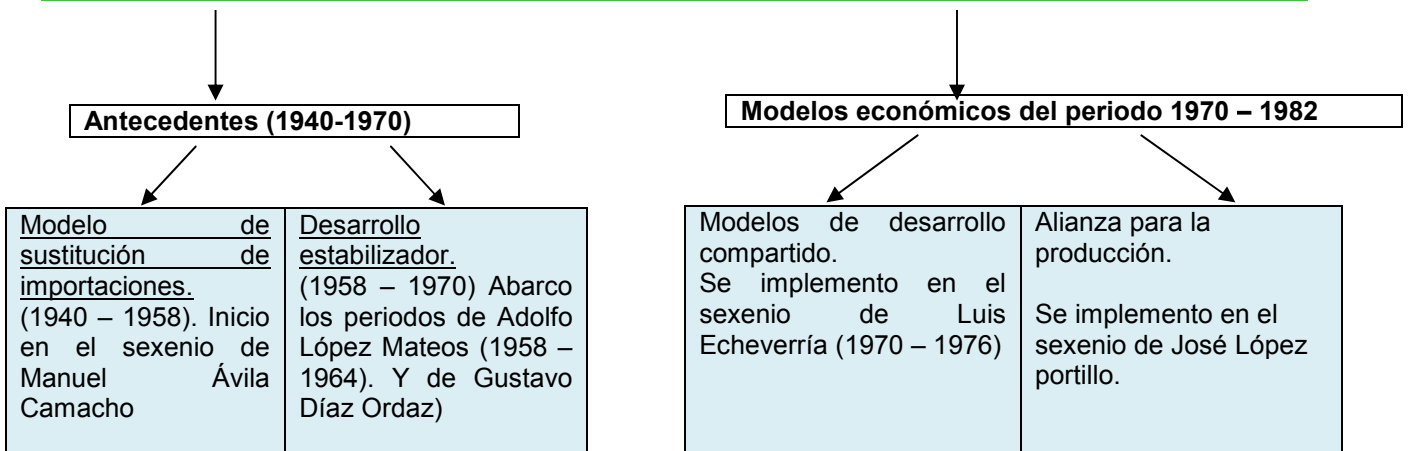 Antecedentes (1940-1970)
Modelos económicos del periodo 1970 – 1982
Modelo de
sustitución de
importaciones.
(1940 – 1958). Inicio
en el sexenio de
Manuel Ávila
Camacho
Desarrollo
estabilizador.
(1958 – 1970) Abarco
los periodos de Adolfo
López Mateos (1958 –
1964). Y de Gustavo
Díaz Ordaz)
Modelos de desarrollo
compartido.
Se implemento en el
sexenio de Luis
Echeverría (1970 – 1976)
Alianza para la
producción.
Se implemento en el
sexenio de José López
portillo.